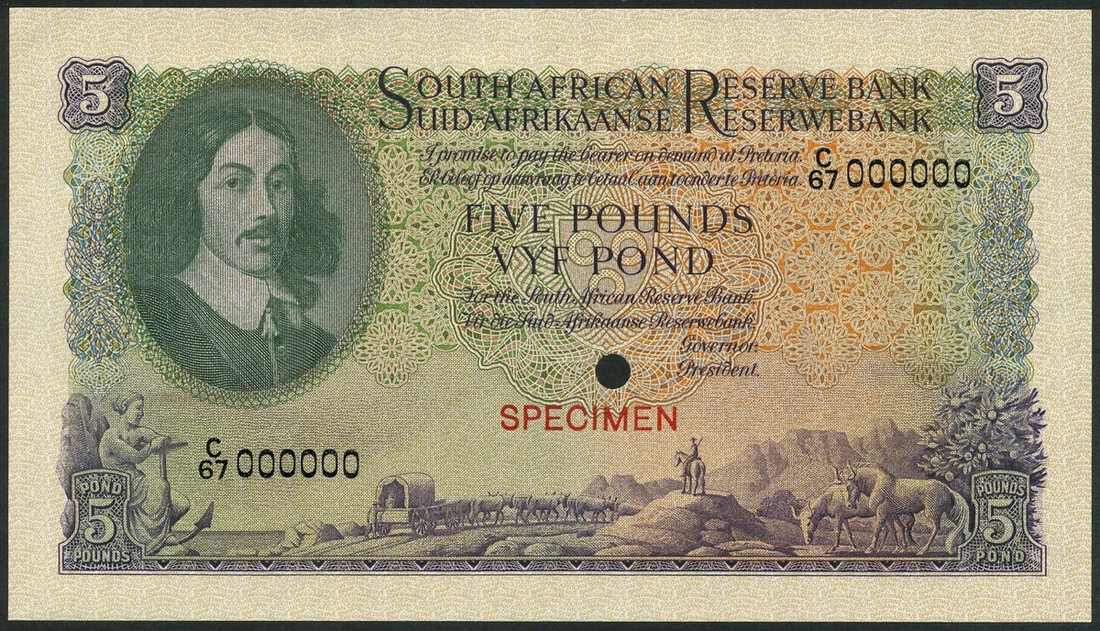 5
5
SOUTH AFRICAN RESERVE BANK
SUID-AFRIKAANSE RESERWEBANK
I promise to pay the bearer on demand at Pretoria.
Ek beloof op aanvraag te betaal aan toonder te Pretoria.
C/67 000000
FIVE POUNDS
VYF POND
For the South African Reserve Bank
Vir die Suid-Afrikaanse Reserwebank.
Governor.
President.
SPECIMEN
C/67 000000
POND
5
POUNDS
POUNDS
5
POND